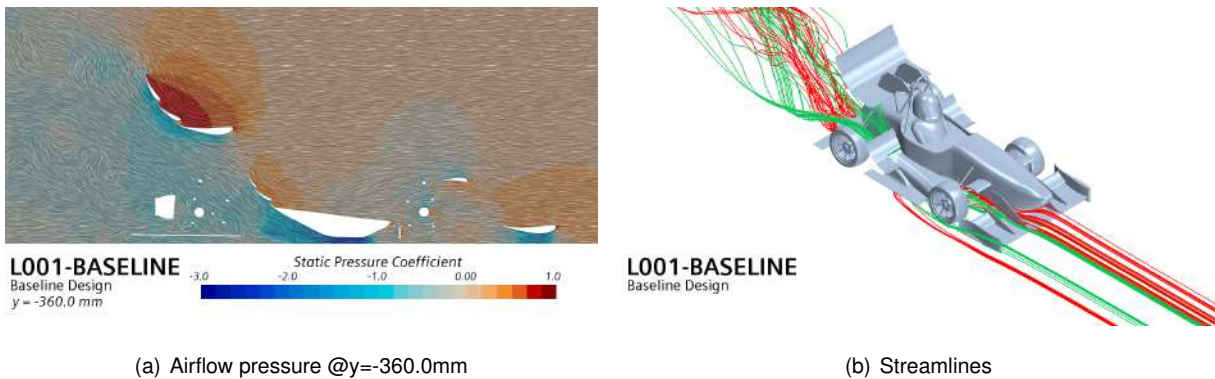 L001-BASELINE
Baseline Design
y = -360.0 mm
Static Pressure Coefficient
-3.0 -2.0 -1.0 0.00 1.0
L001-BASELINE
Baseline Design
(a) Airflow pressure @y=-360.0mm
(b) Streamlines